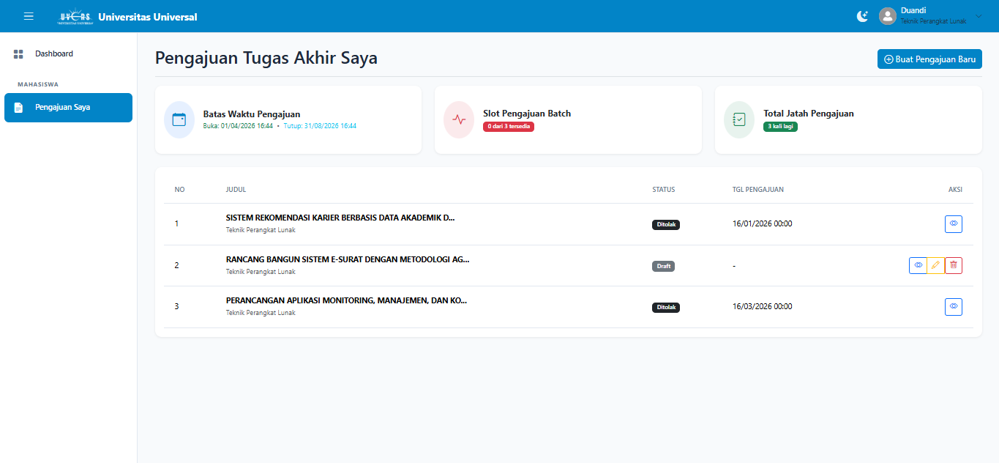 UVERS
UNIVERSITAS UNIVERSAL
Universitas Universal
Duandi
Teknik Perangkat Lunak
Dashboard
MAHASISWA
Pengajuan Saya
Pengajuan Tugas Akhir Saya
Buat Pengajuan Baru
Batas Waktu Pengajuan
Buka: 01/04/2026 16:44 • Tutup: 31/08/2026 16:44
Slot Pengajuan Batch
0 dari 3 tersedia
Total Jatah Pengajuan
3 kali lagi
NO JUDUL STATUS TGL PENGAJUAN AKSI
1 SISTEM REKOMENDASI KARIER BERBASIS DATA AKADEMIK D... Ditolak 16/01/2026 00:00
Teknik Perangkat Lunak
2 RANCANG BANGUN SISTEM E-SURAT DENGAN METODOLOGI AG... Draft -
Teknik Perangkat Lunak
3 PERANCANGAN APLIKASI MONITORING, MANAJEMEN, DAN KO... Ditolak 16/03/2026 00:00
Teknik Perangkat Lunak